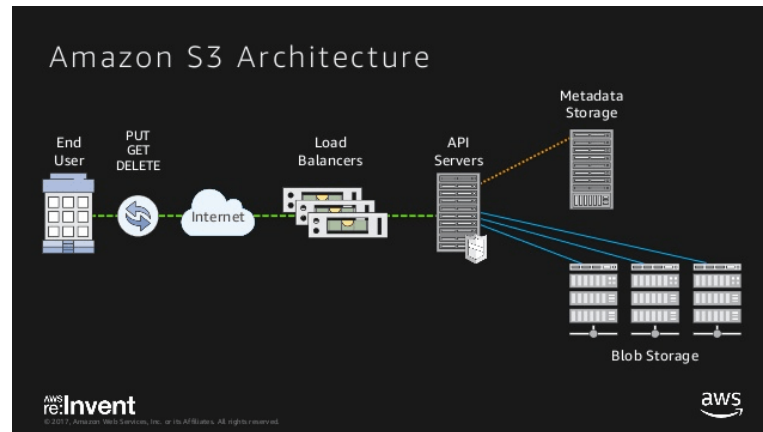 Amazon S3 Architecture
End
User
PUT
GET
DELETE
Internet
Load
Balancers
API
Servers
Metadata
Storage
Blob Storage
AWS
re:Invent
© 2017, Amazon Web Services, Inc. or its Affiliates. All rights reserved.
aws